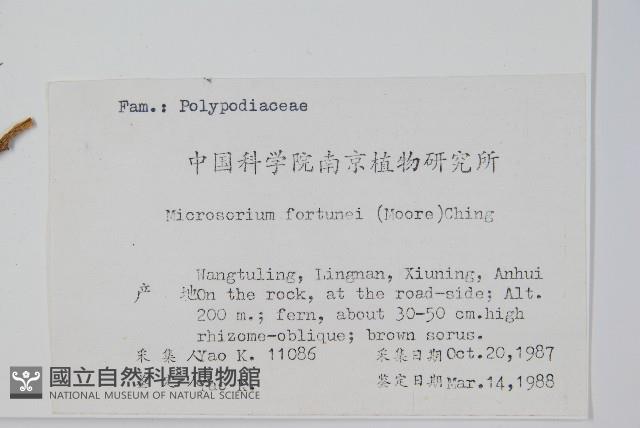 Fam.: Polypodiaceae
中国科学院南京植物研究所
Microsorium fortunei (Moore)Ching
Wangtuling, Lingnan, Xiuning, Anhui
产 地On the rock, at the road-side; Alt.
200 m.; fern, about 30-50 cm.high
rhizome-oblique; brown sorus.
采集人Yao K. 11086 采集日期Oct.20,1987
鉴定日期Mar.14,1988
國立自然科學博物館
NATIONAL MUSEUM OF NATURAL SCIENCE